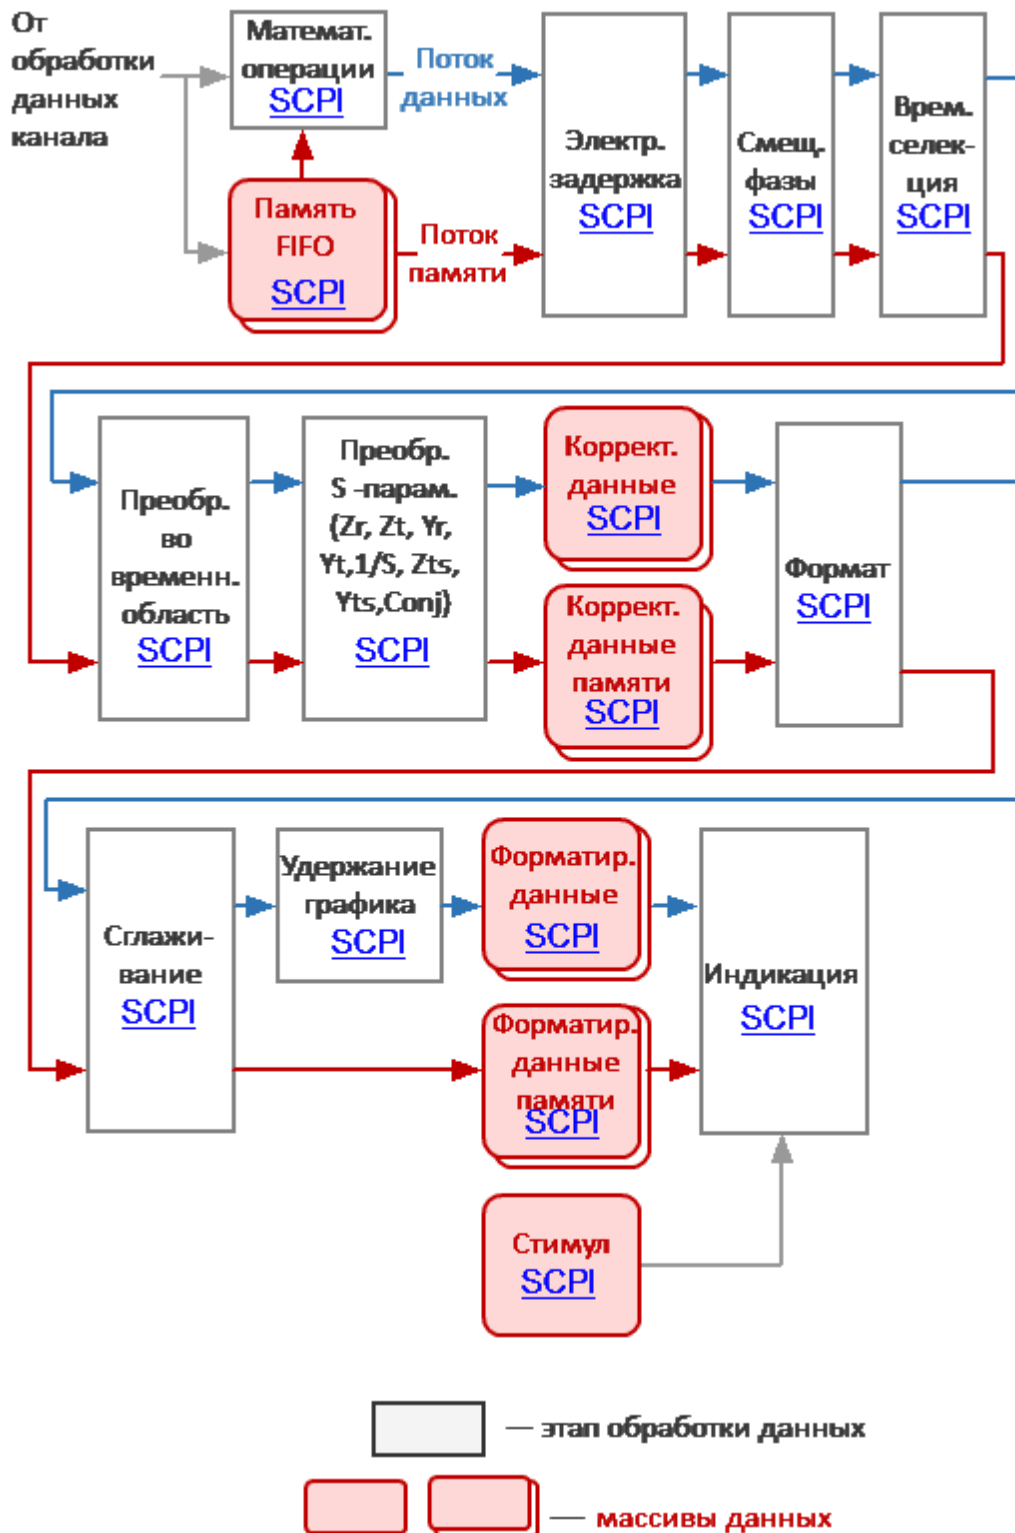 От
обработки
данных
канала
Математ.
операции
SCPI
Поток
данных
Память
FIFO
SCPI
Поток
памяти
Электр.
задержка
SCPI
Смещ.
фазы
SCPI
Врем.
селек-
ция
SCPI
Преобр.
во
временн.
область
SCPI
Преобр.
S -парам.
(Zr, Zt, Yr,
Yt,1/S, Zts,
Yts,Conj)
SCPI
Коррект.
данные
SCPI
Коррект.
данные
памяти
SCPI
Формат
SCPI
Сглажи-
вание
SCPI
Удержание
графика
SCPI
Форматир.
данные
SCPI
Форматир.
данные
памяти
SCPI
Индикация
SCPI
Стимул
SCPI
— этап обработки данных
— массивы данных